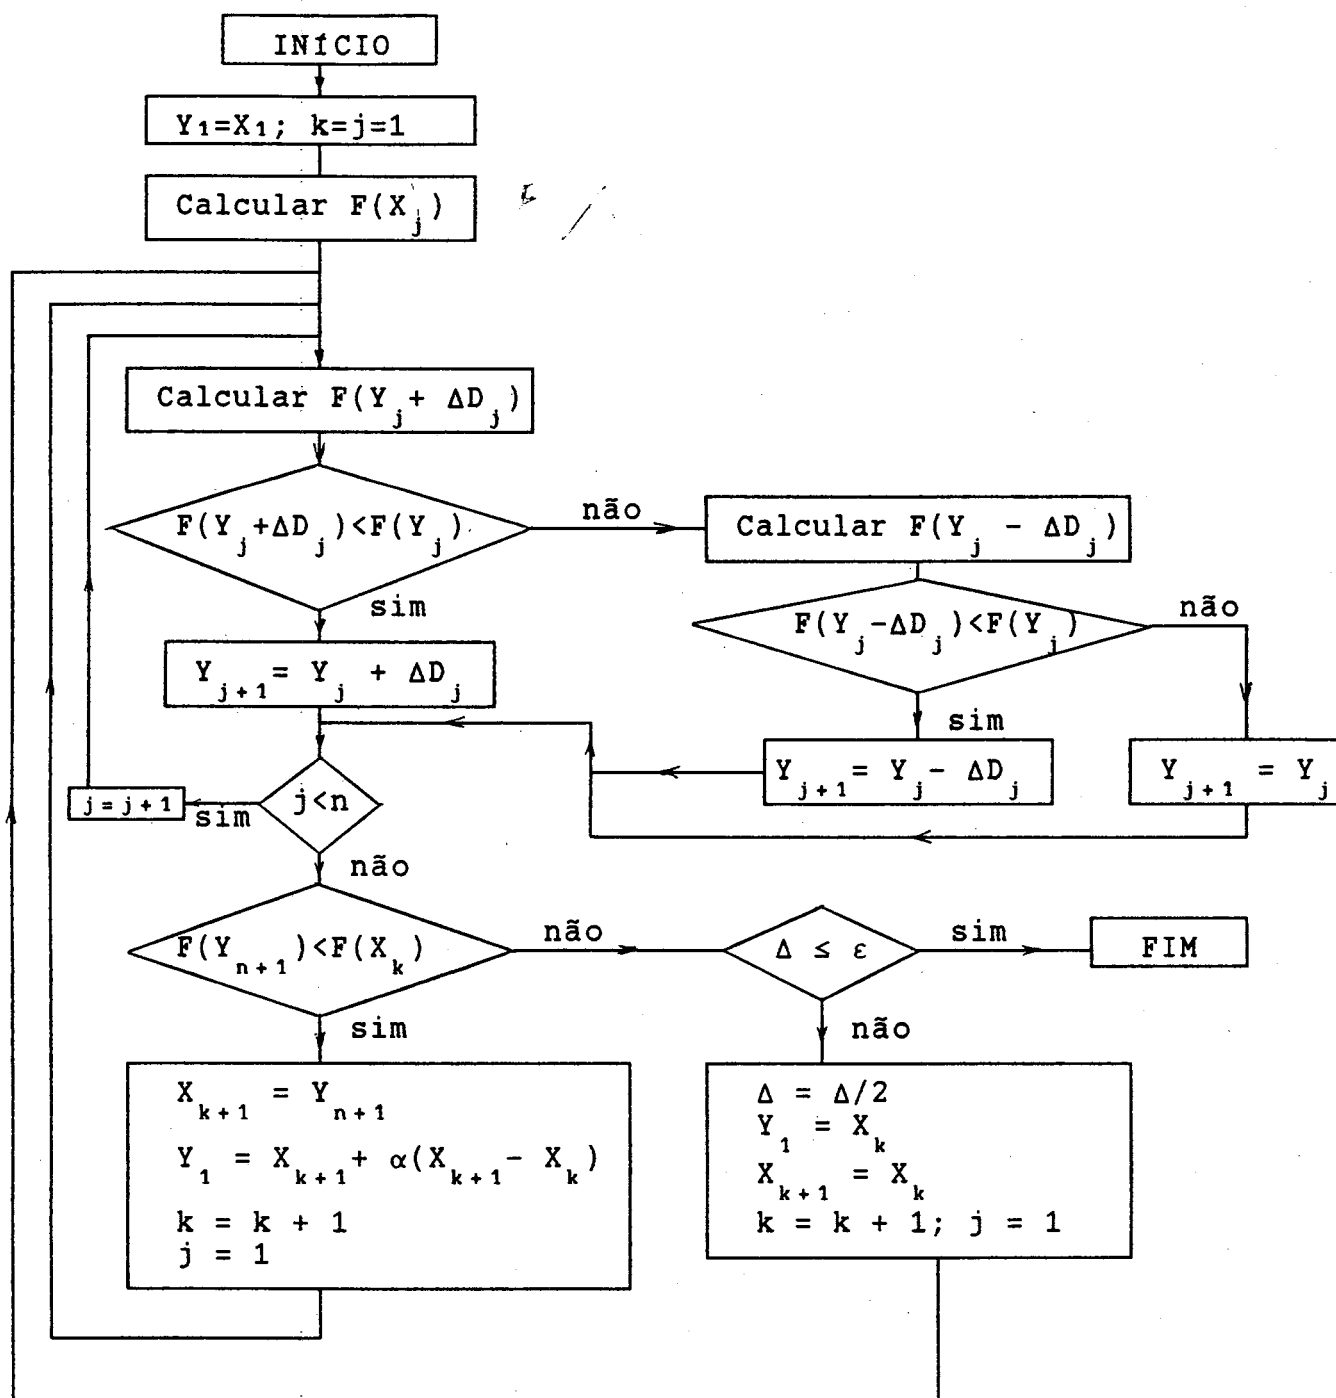 INÍCIO
Y1=X1; k=j=1
Calcular F(Xj)
Calcular F(Yj+ ΔDj)
F(Yj+ΔDj)<F(Yj)
não
Calcular F(Yj - ΔDj)
sim
F(Yj-ΔDj)<F(Yj)
não
Yj+1= Yj + ΔDj
sim
Yj+1= Yj- ΔDj
Yj+1 = Yj
j=j+1
sim
j<n
não
F(Yn+1)<F(Xk)
não
Δ ≤ ε
sim
FIM
sim
não
Xk+1 = Yn+1
Y1 = Xk+1+ α(Xk+1- Xk)
k = k + 1
j = 1
Δ = Δ/2
Y1 = Xk
Xk+1 = Xk
k = k + 1; j = 1